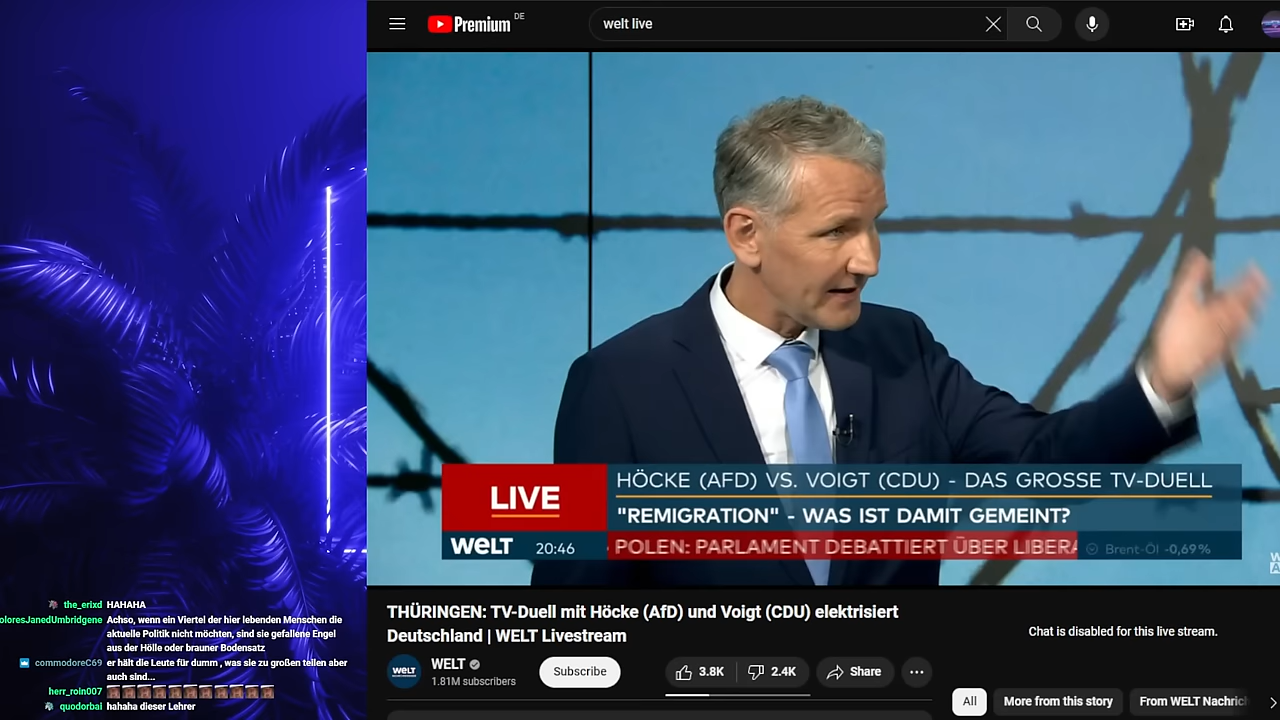 Premium DE
welt live
LIVE
HÖCKE (AFD) VS. VOIGT (CDU) - DAS GROSSE TV-DUELL
"REMIGRATION" - WAS IST DAMIT GEMEINT?
WELT 20:46 POLEN: PARLAMENT DEBATTIERT ÜBER Brent-Öl -0,69%
THÜRINGEN: TV-Duell mit Höcke (AfD) und Voigt (CDU) elektrisiert
Deutschland | WELT Livestream
WELT
WELT
1.81M subscribers
Subscribe
3.8K
2.4K
Share
Chat is disabled for this live stream.
All
More from this story
From WELT Nachric
the_erixd HAHAHA
oloresJanedUmbridgene Achso, wenn ein Viertel der hier lebenden Menschen die
aktuelle Politik nicht möchten, sind sie gefallene Engel
aus der Hölle oder brauner Bodensatz
commodoreC69 er hält die Leute für dumm , was sie zu großen teilen aber
auch sind...
herr_roin007
quodorbai hahaha dieser Lehrer